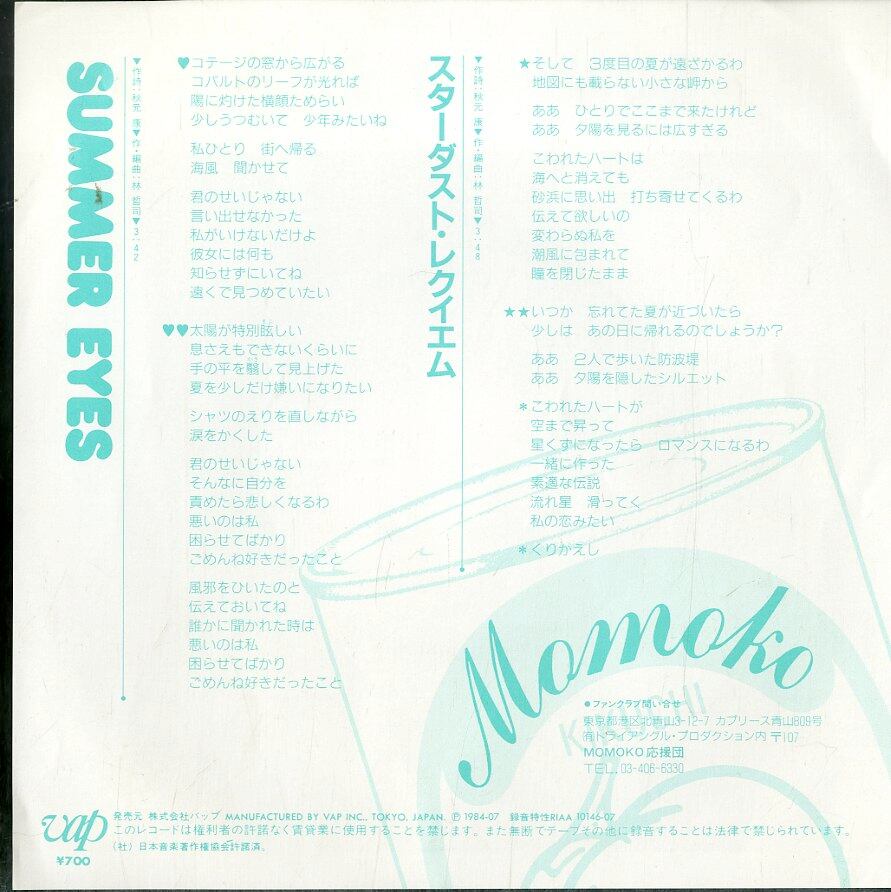 SUMMER EYES
▼作詩:秋元 康▼作・編曲:林 哲司▼3:42
♥コテージの窓から広がる
コバルトのリーフが光れば
陽に灼けた横顔ためらい
少しうつむいて　少年みたいね
私ひとり　街へ帰る
海風　聞かせて
君のせいじゃない
言い出せなかった
私がいけないだけよ
彼女には何も
知らせずにいてね
遠くで見つめていたい
♥♥太陽が特別眩しい
息さえもできないくらいに
手の平を翳して見上げた
夏を少しだけ嫌いになりたい
シャツのえりを直しながら
涙をかくした
君のせいじゃない
そんなに自分を
責めたら悲しくなるわ
悪いのは私
困らせてばかり
ごめんね好きだったこと
風邪をひいたのと
伝えておいてね
誰かに聞かれた時は
悪いのは私
困らせてばかり
ごめんね好きだったこと
スターダスト・レクイエム
▼作詩:秋元 康▼作・編曲:林 哲司▼3:48
★そして　3度目の夏が遠ざかるわ
地図にも載らない小さな岬から
ああ　ひとりでここまで来たけれど
ああ　夕陽を見るには広すぎる
こわれたハートは
海へと消えても
砂浜に思い出　打ち寄せてくるわ
伝えて欲しいの
変わらぬ私を
潮風に包まれて
瞳を閉じたまま
★★いつか　忘れてた夏が近づいたら
少しは　あの日に帰れるのでしょうか?
ああ　2人で歩いた防波堤
ああ　夕陽を隠したシルエット
*こわれたハートが
空まで昇って
星くずになったら　ロマンスになるわ
一緒に作った
素適な伝説
流れ星　滑ってく
私の恋みたい
*くりかえし
Momoko
KIKUCHI
●ファンクラブ問い合せ
東京都港区北青山3-12-7 カプリース青山809号
(有)トライアングル・プロダクション内 〒107
MOMOKO応援団
TEL. 03-406-6330
vap
¥700
発売元 株式会社バップ MANUFACTURED BY VAP INC., TOKYO, JAPAN. Ⓟ1984-07　録音特性RIAA 10146-07
このレコードは権利者の許諾なく賃貸業に使用することを禁じます。また無断でテープその他に録音することは法律で禁じられています。
(社)日本音楽著作権協会許諾済。